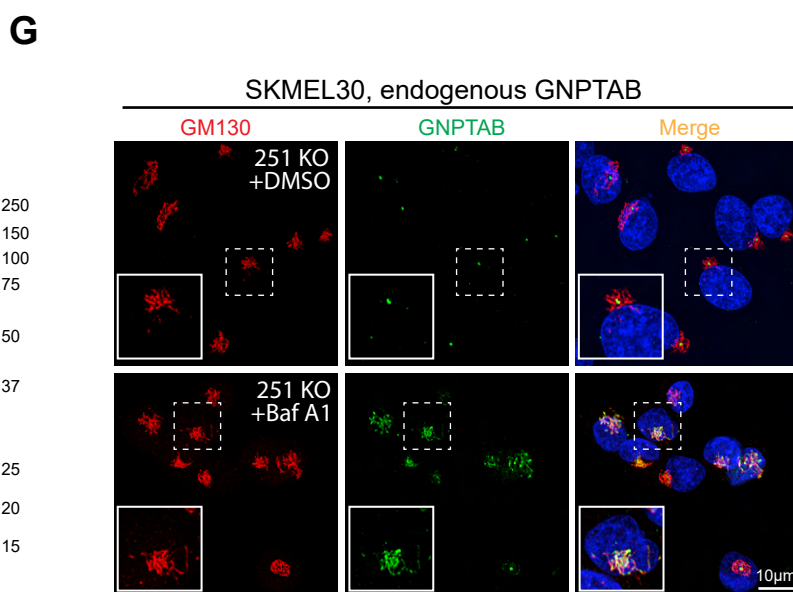 G
SKMEL30, endogenous GNPTAB
GM130 GNPTAB Merge
251 KO
+DMSO
250
150
100
75
50
37
251 KO
+Baf A1
25
20
15
10μm